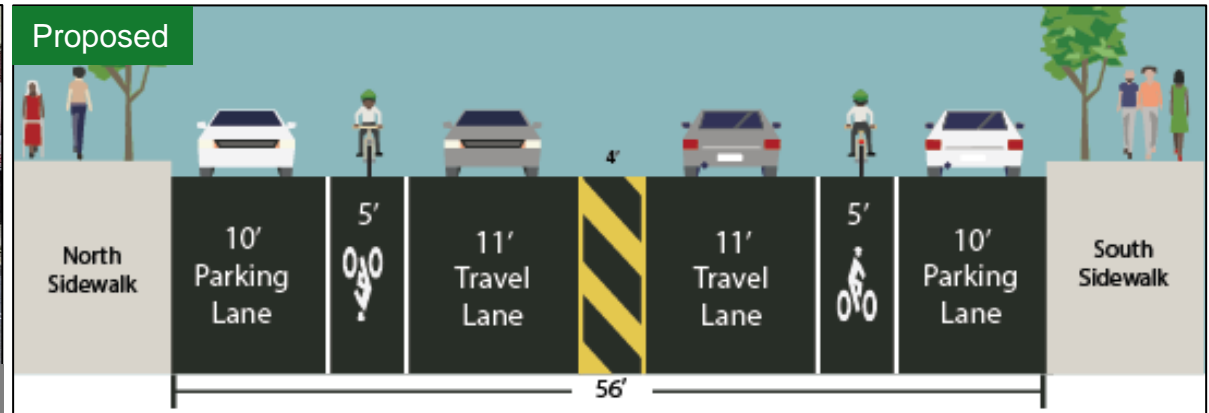 Proposed
4′
North
Sidewalk
10′
Parking
Lane
5′
11′
Travel
Lane
11′
Travel
Lane
5′
10′
Parking
Lane
South
Sidewalk
56′